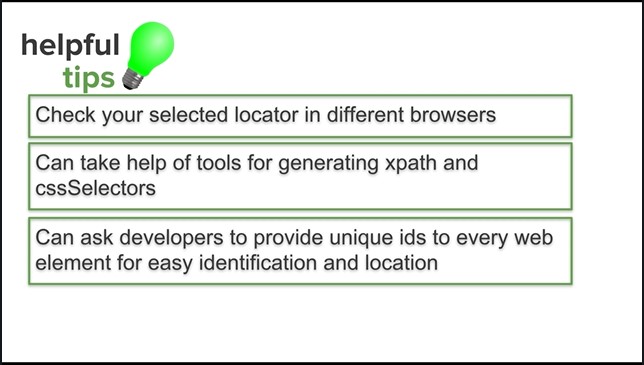 helpful
tips
Check your selected locator in different browsers
Can take help of tools for generating xpath and
cssSelectors
Can ask developers to provide unique ids to every web
element for easy identification and location